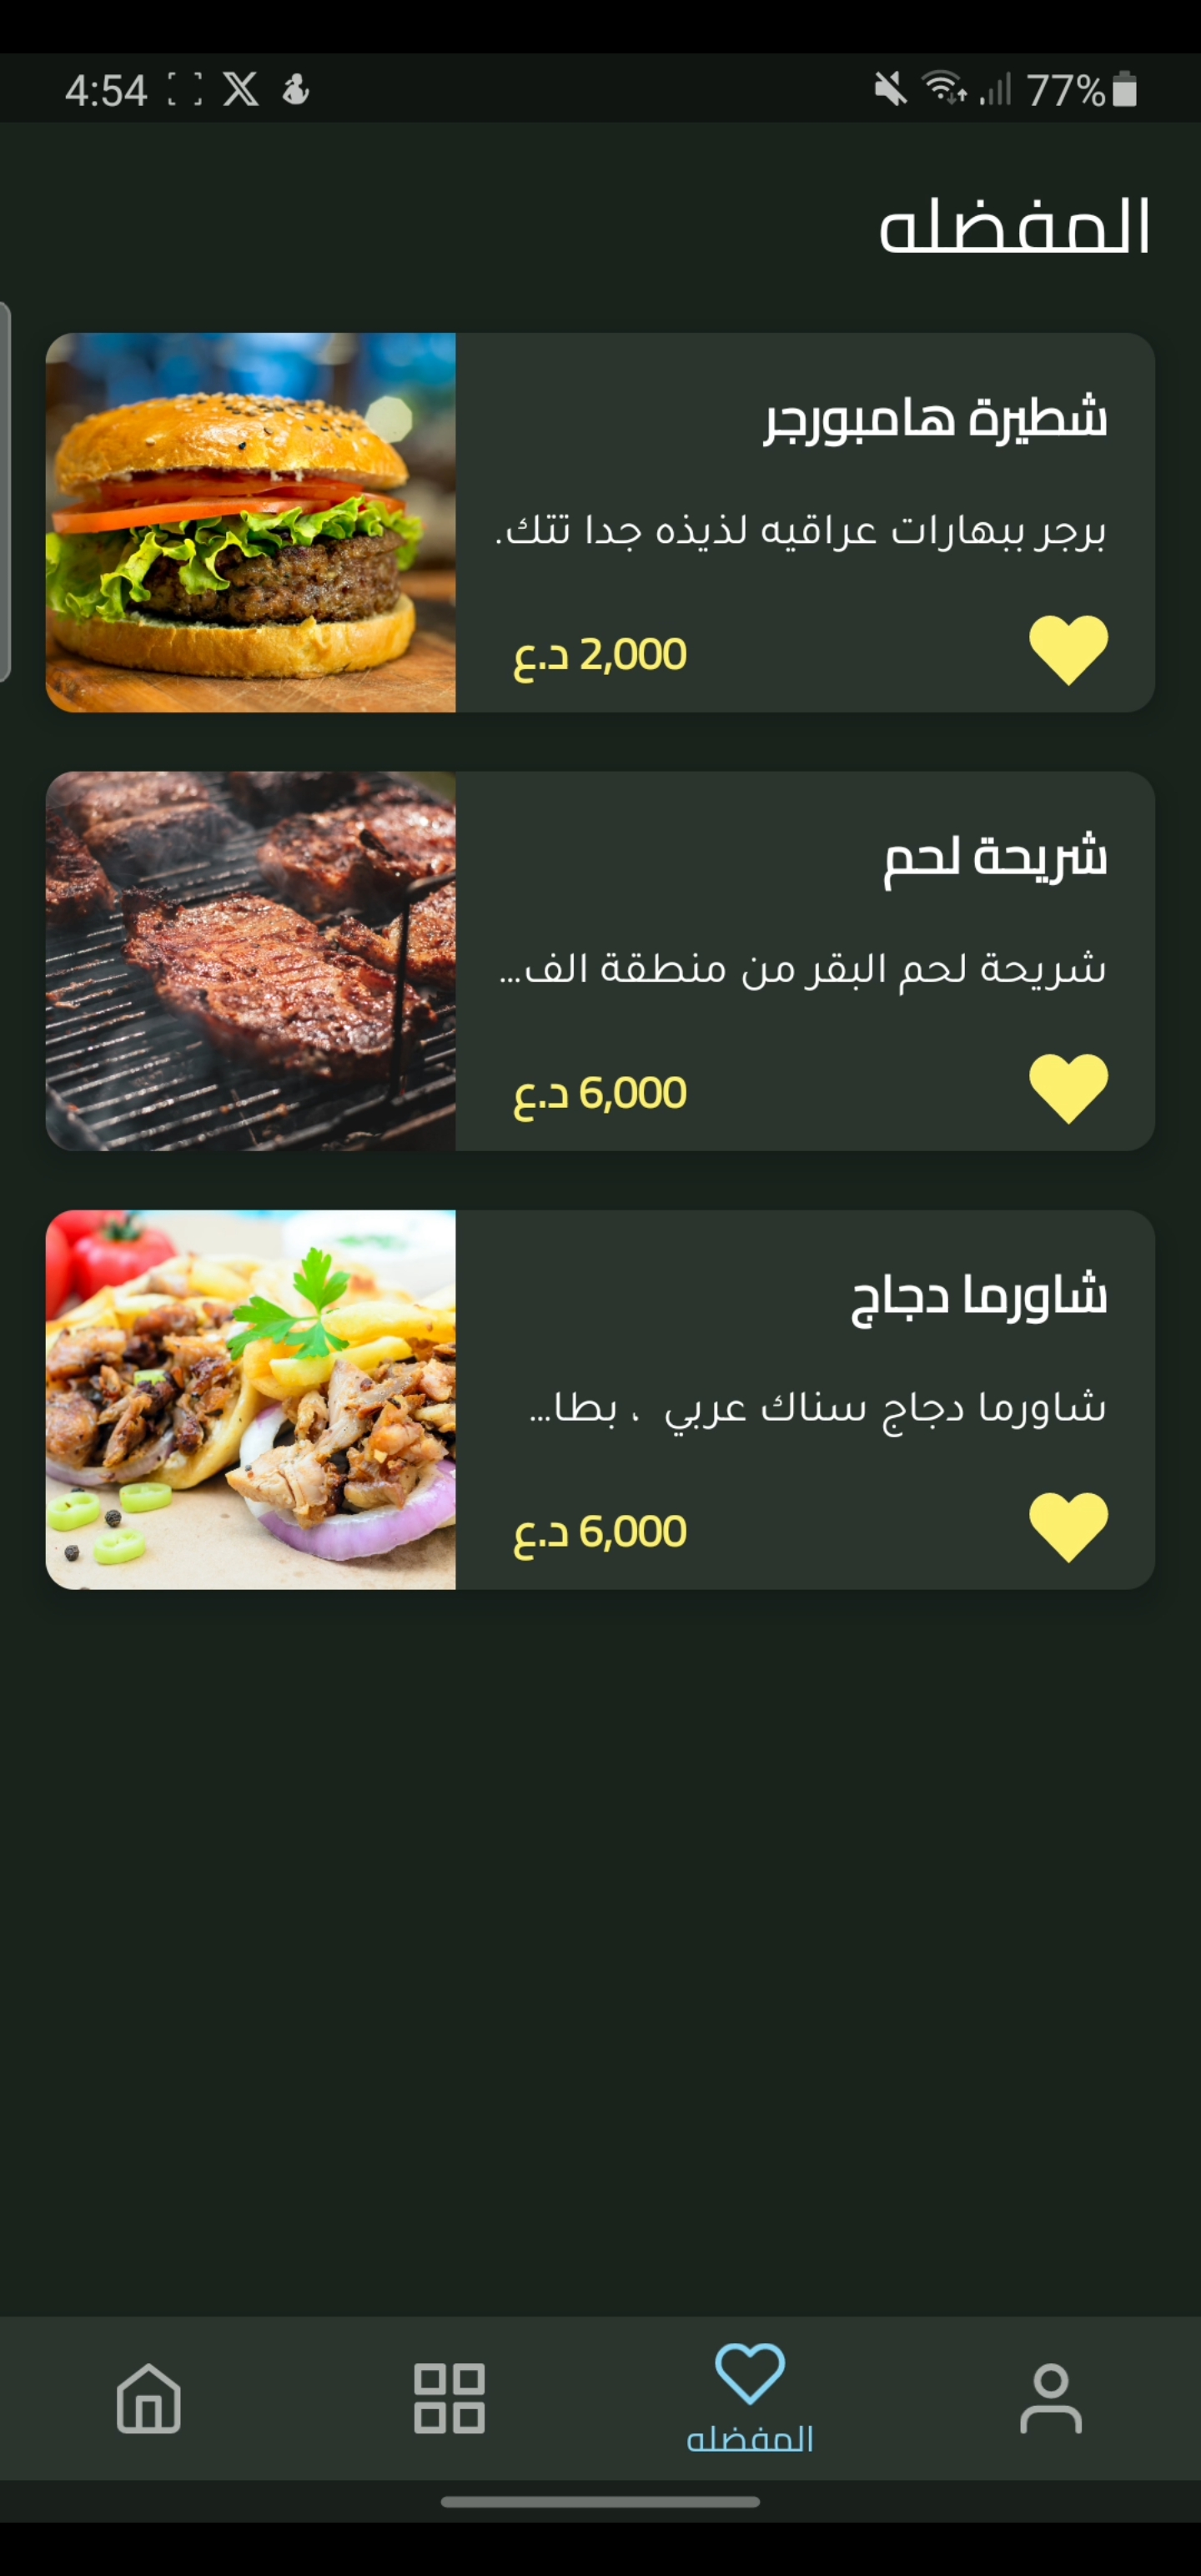 4:54
77%
المفضله
شطيرة هامبورجر
برجر ببهارات عراقيه لذيذه جدا تتك.
2,000 د.ع
شريحة لحم
شريحة لحم البقر من منطقة الف...
6,000 د.ع
شاورما دجاج
شاورما دجاج سناك عربي ، بطا...
6,000 د.ع
المفضله